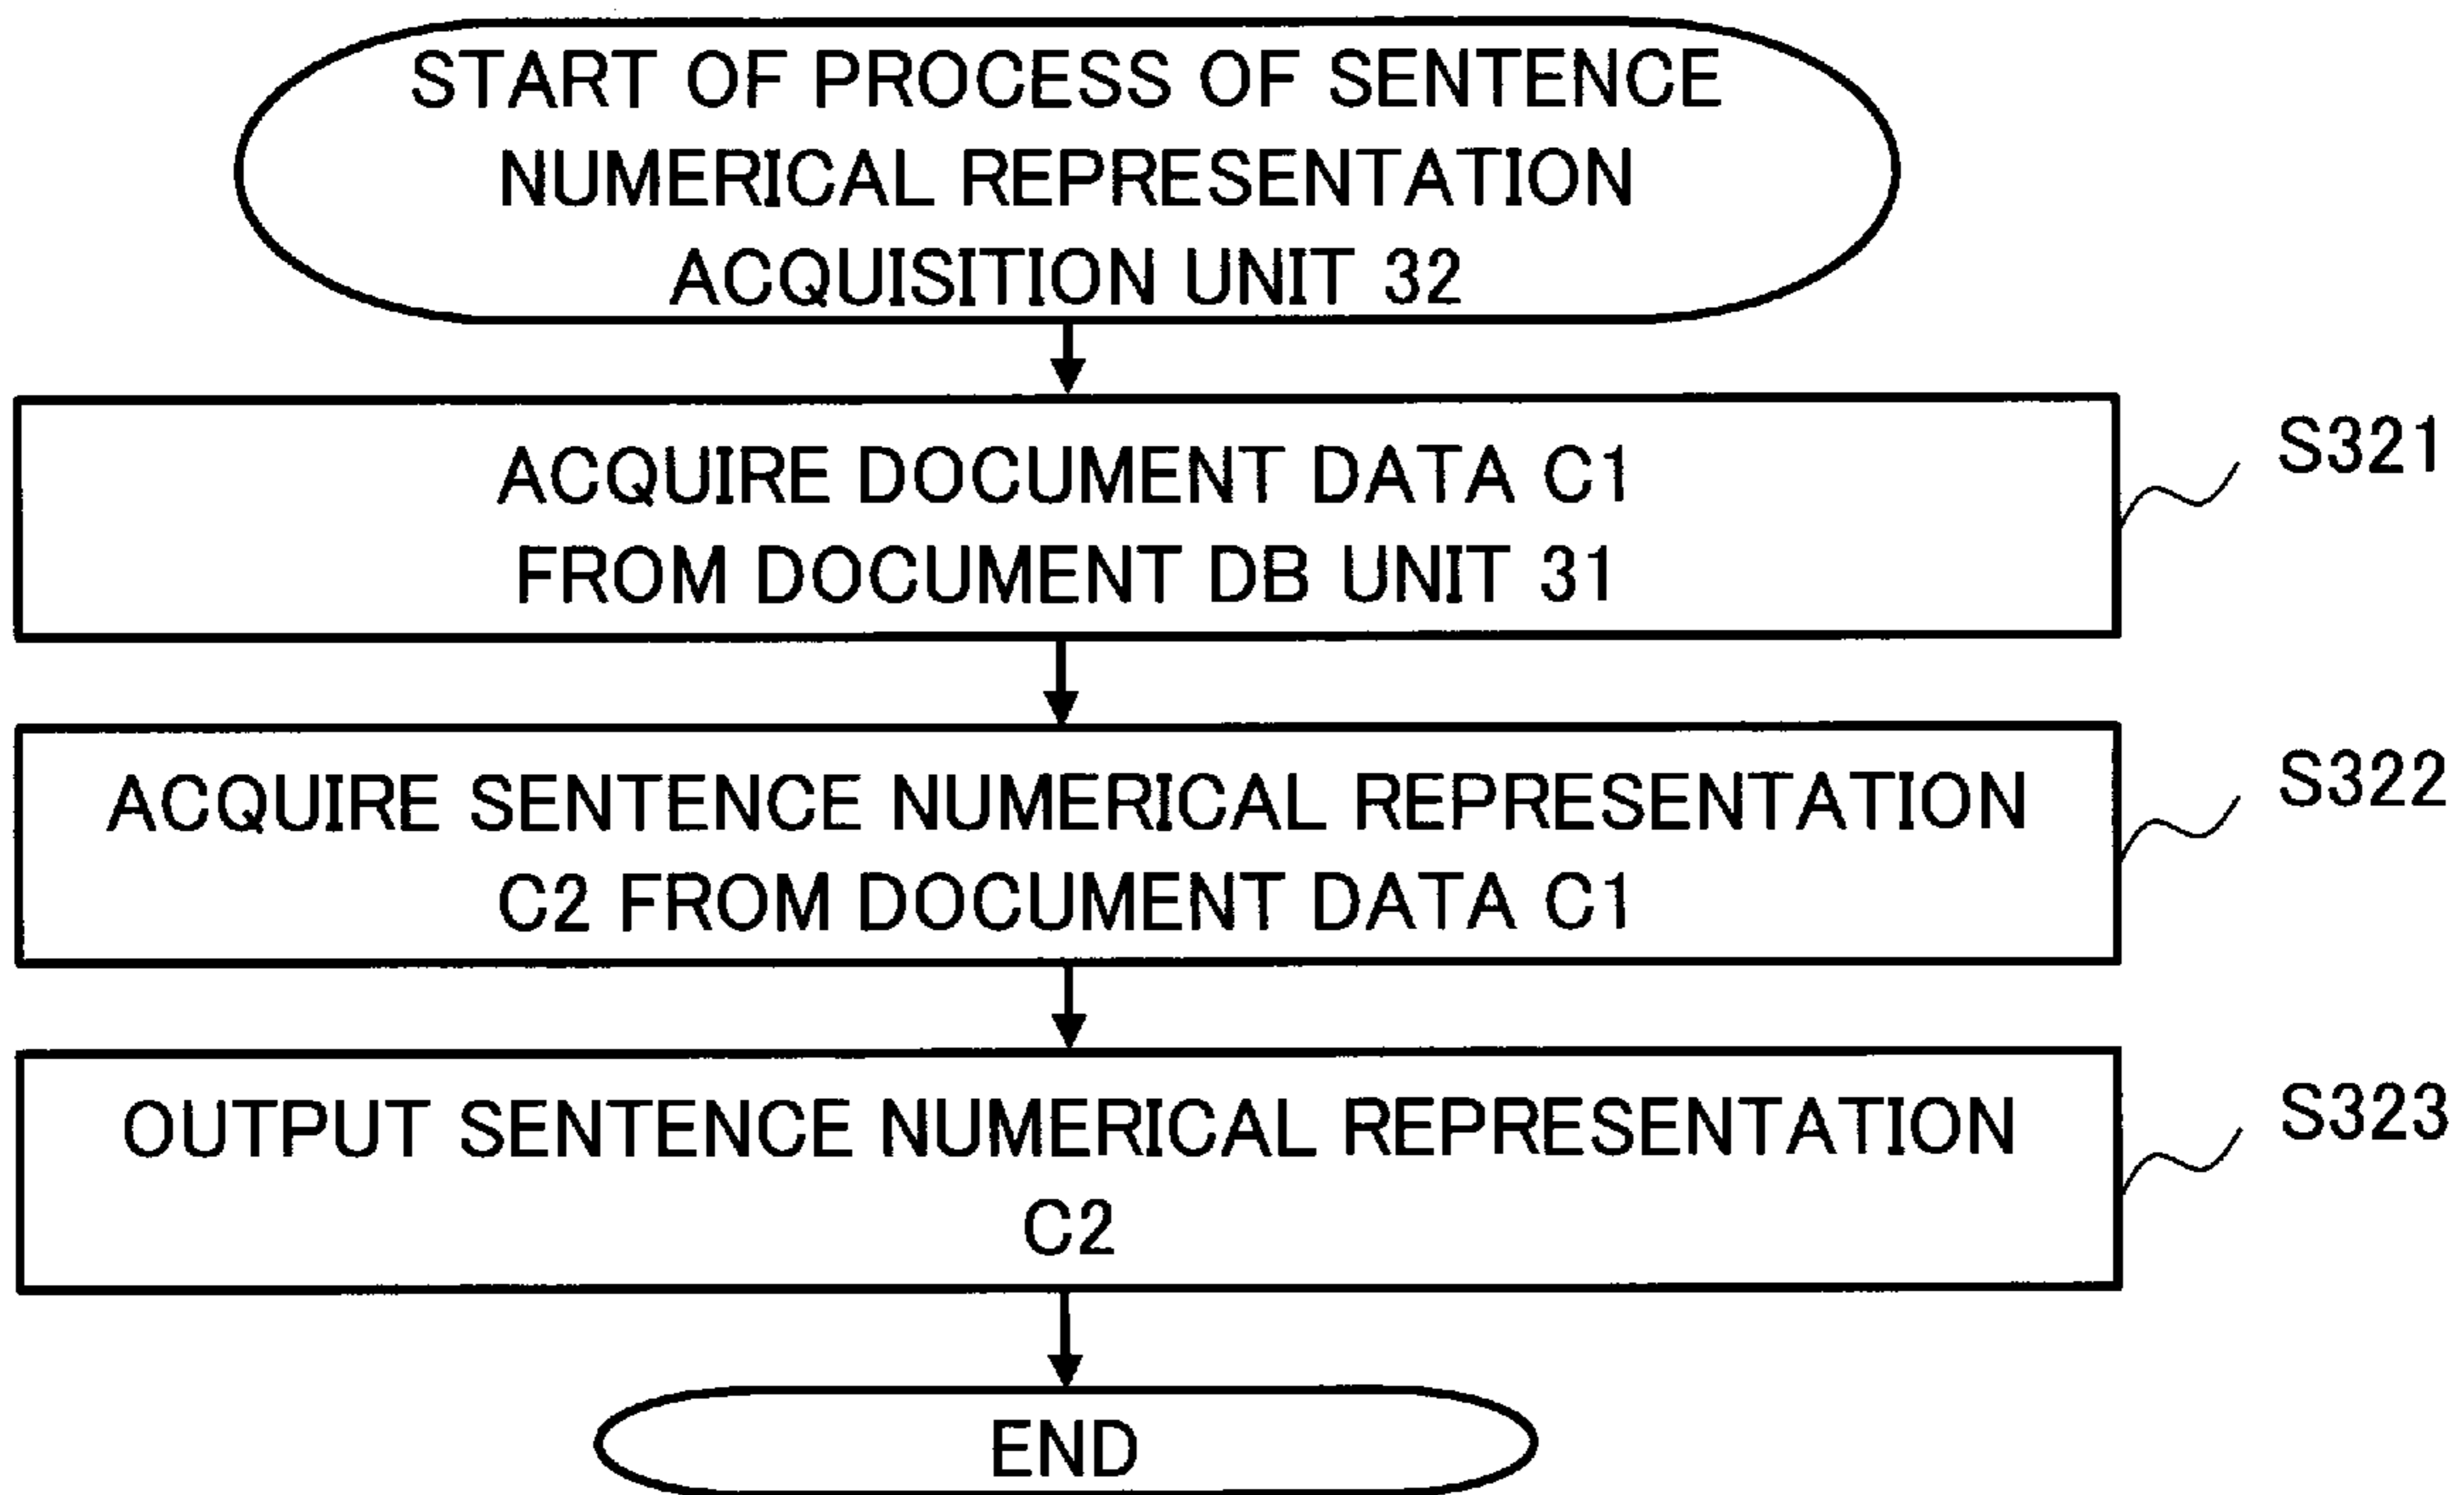 START OF PROCESS OF SENTENCE
NUMERICAL REPRESENTATION
ACQUISITION UNIT 32
ACQUIRE DOCUMENT DATA C1
FROM DOCUMENT DB UNIT 31
S321
ACQUIRE SENTENCE NUMERICAL REPRESENTATION
C2 FROM DOCUMENT DATA C1
S322
OUTPUT SENTENCE NUMERICAL REPRESENTATION
C2
S323
END